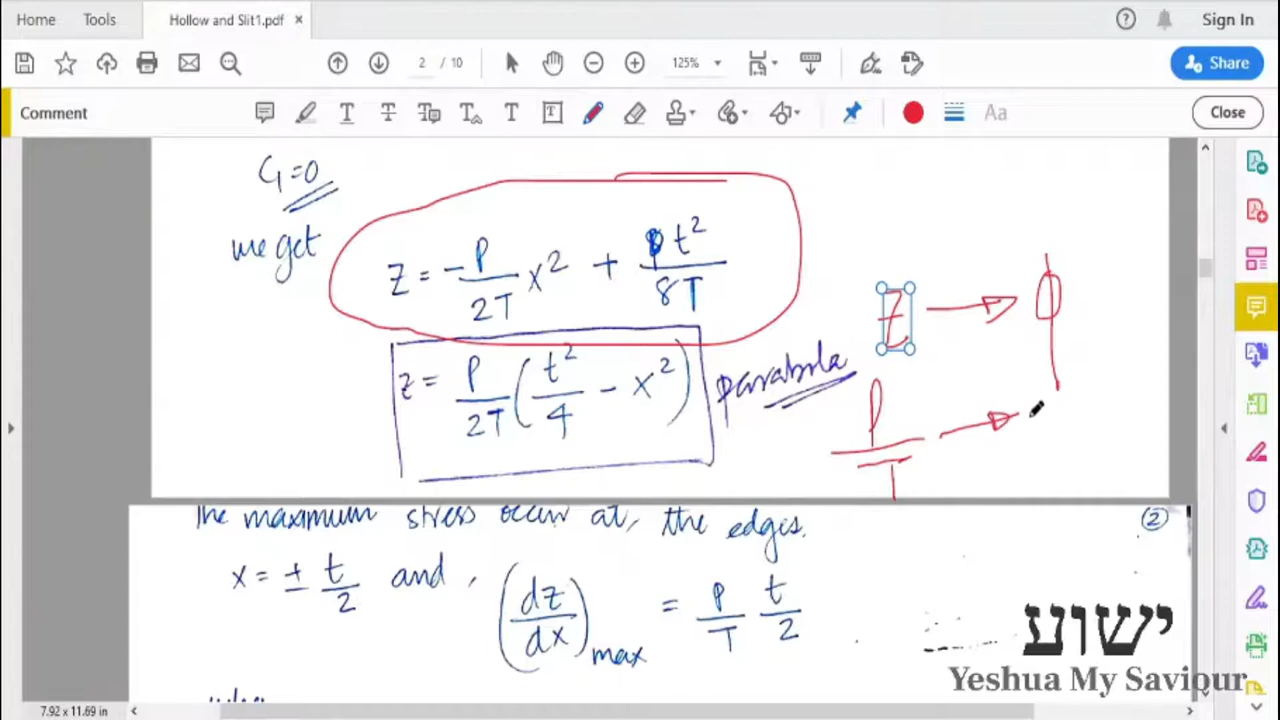 Home Tools Hollow and Slit1.pdf × Sign In
2 / 10 125% Share
Comment Aa Close
C₁=0
we get
Z = -P/2T x² + Pt²/8T
Z → ϕ
z = P/2T (t²/4 - x²) parabola
P/T →
The maximum stress occur at, the edges. ②
x = ± t/2 and, (dz/dx)max = P/T t/2
ישוע
Yeshua My Saviour
7.92 x 11.69 in